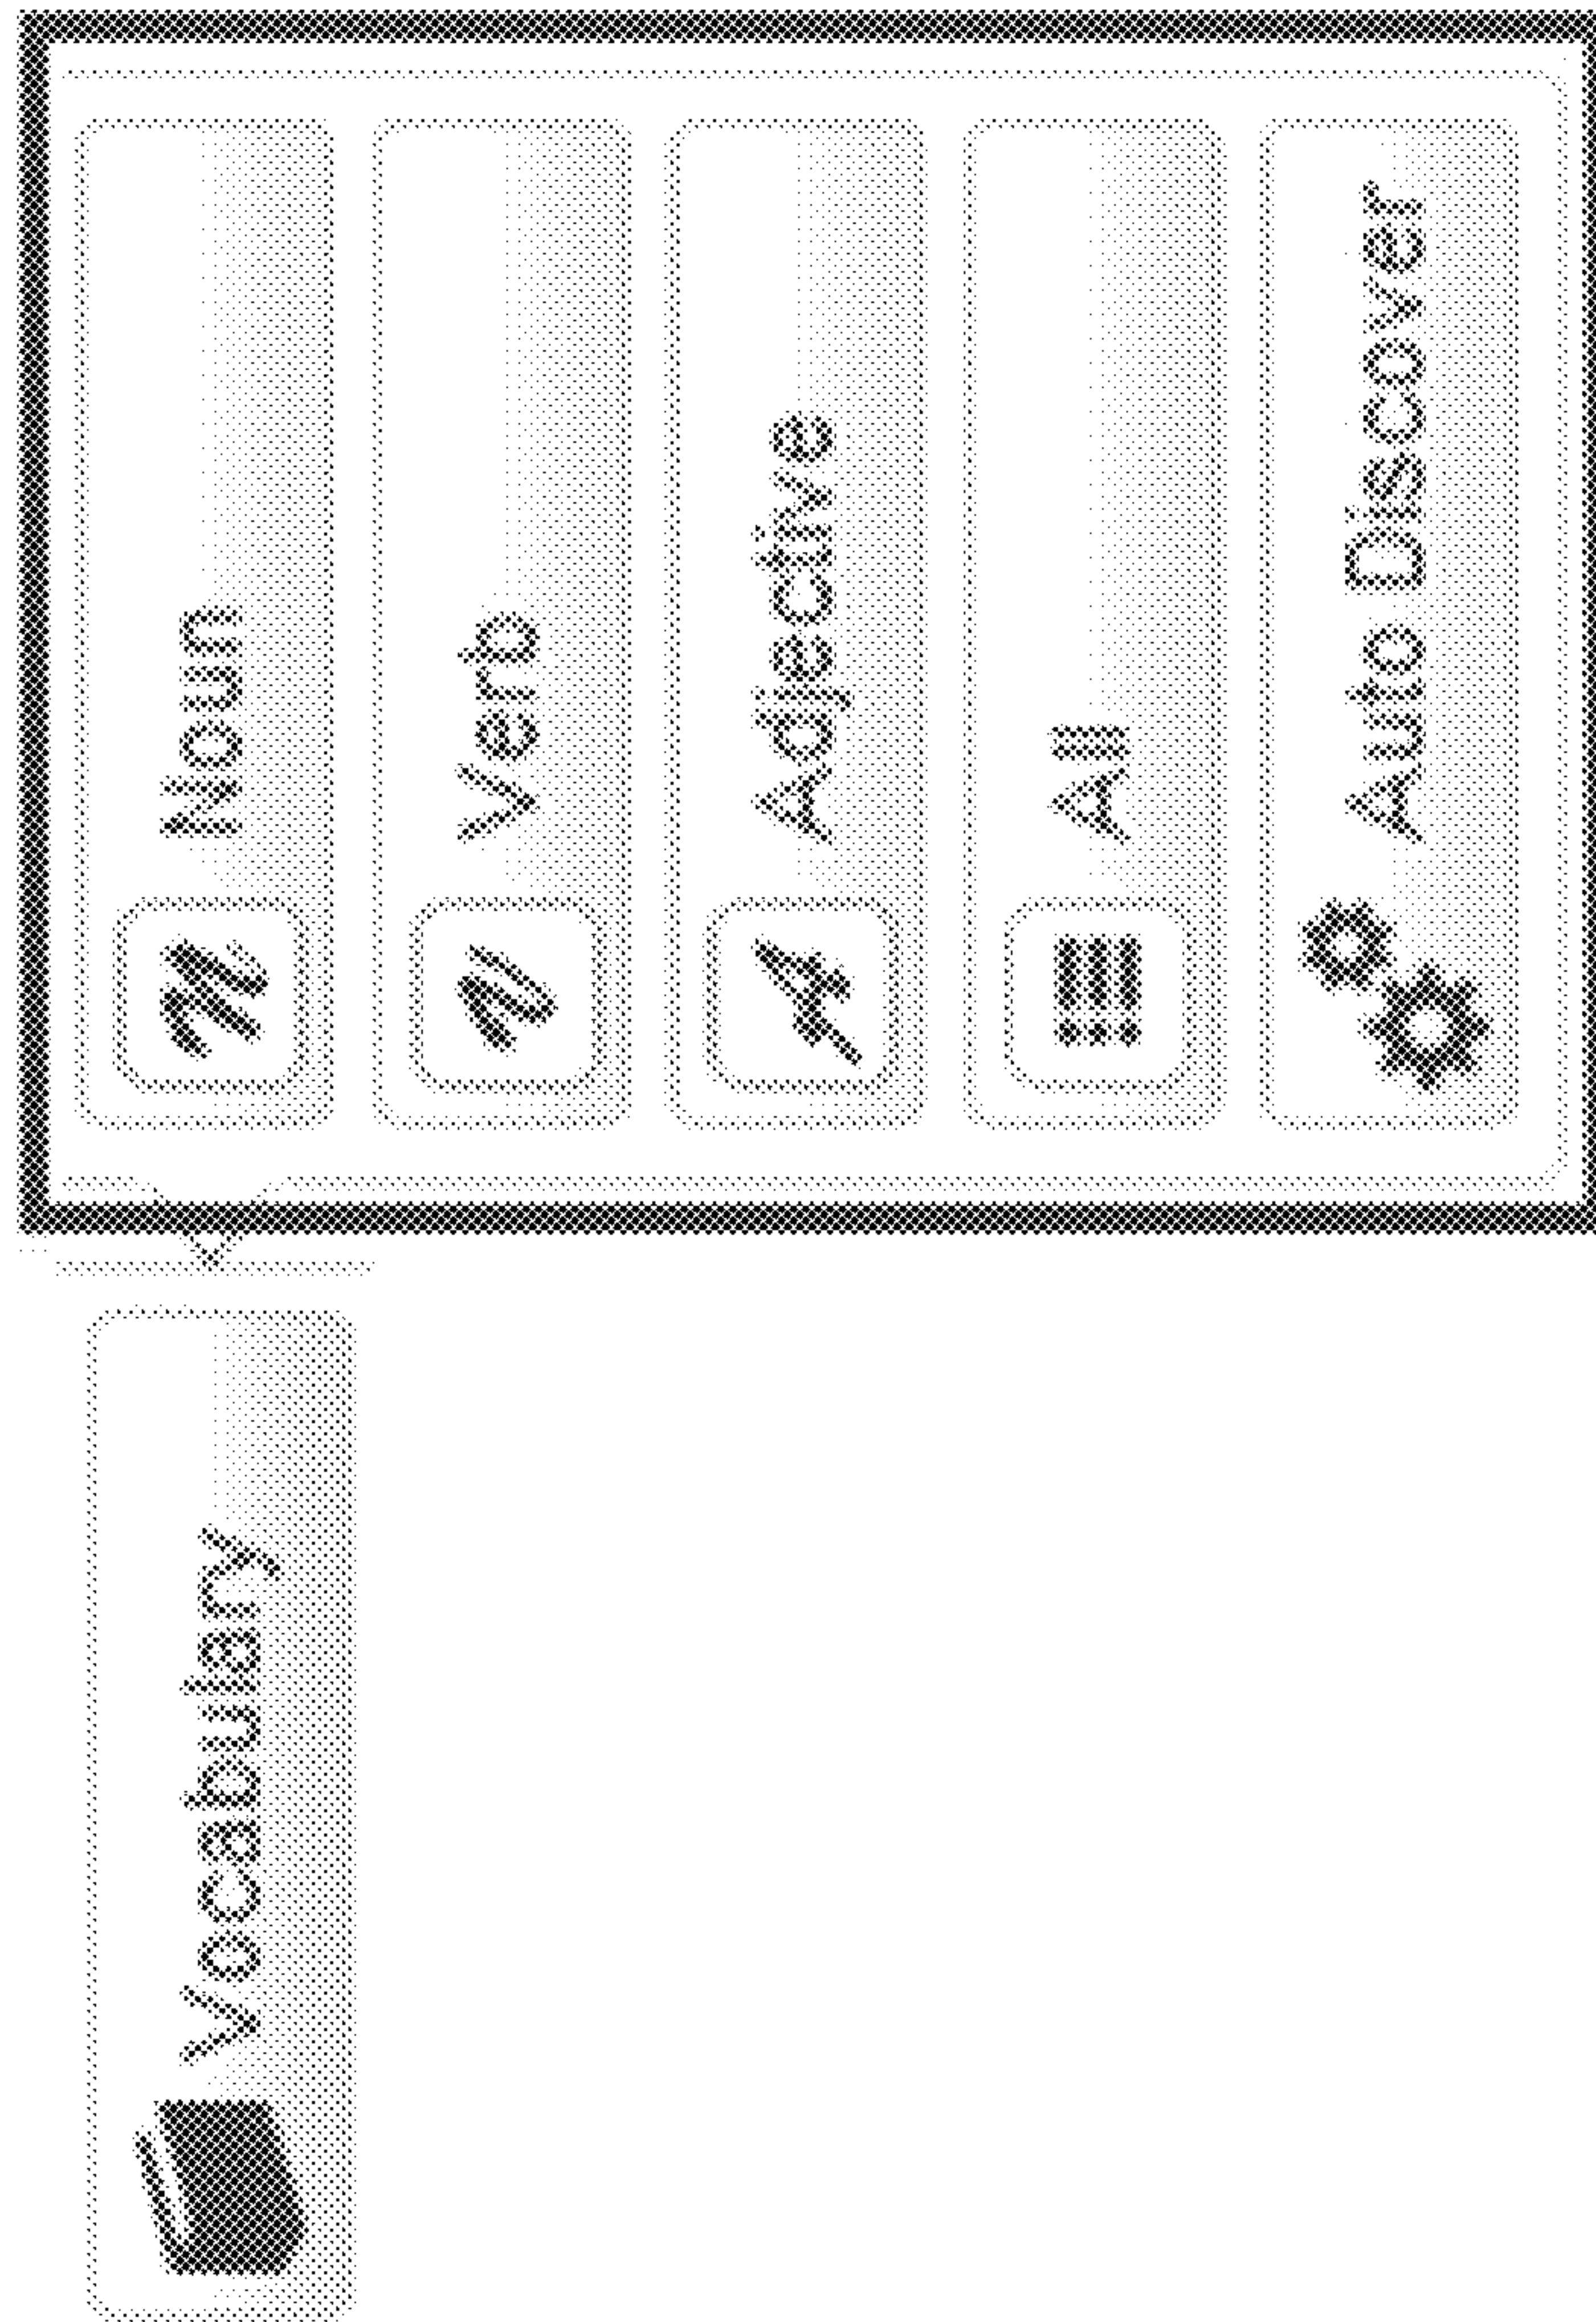 Vocabulary
Noun
Verb
Adjective
All
Auto Discover